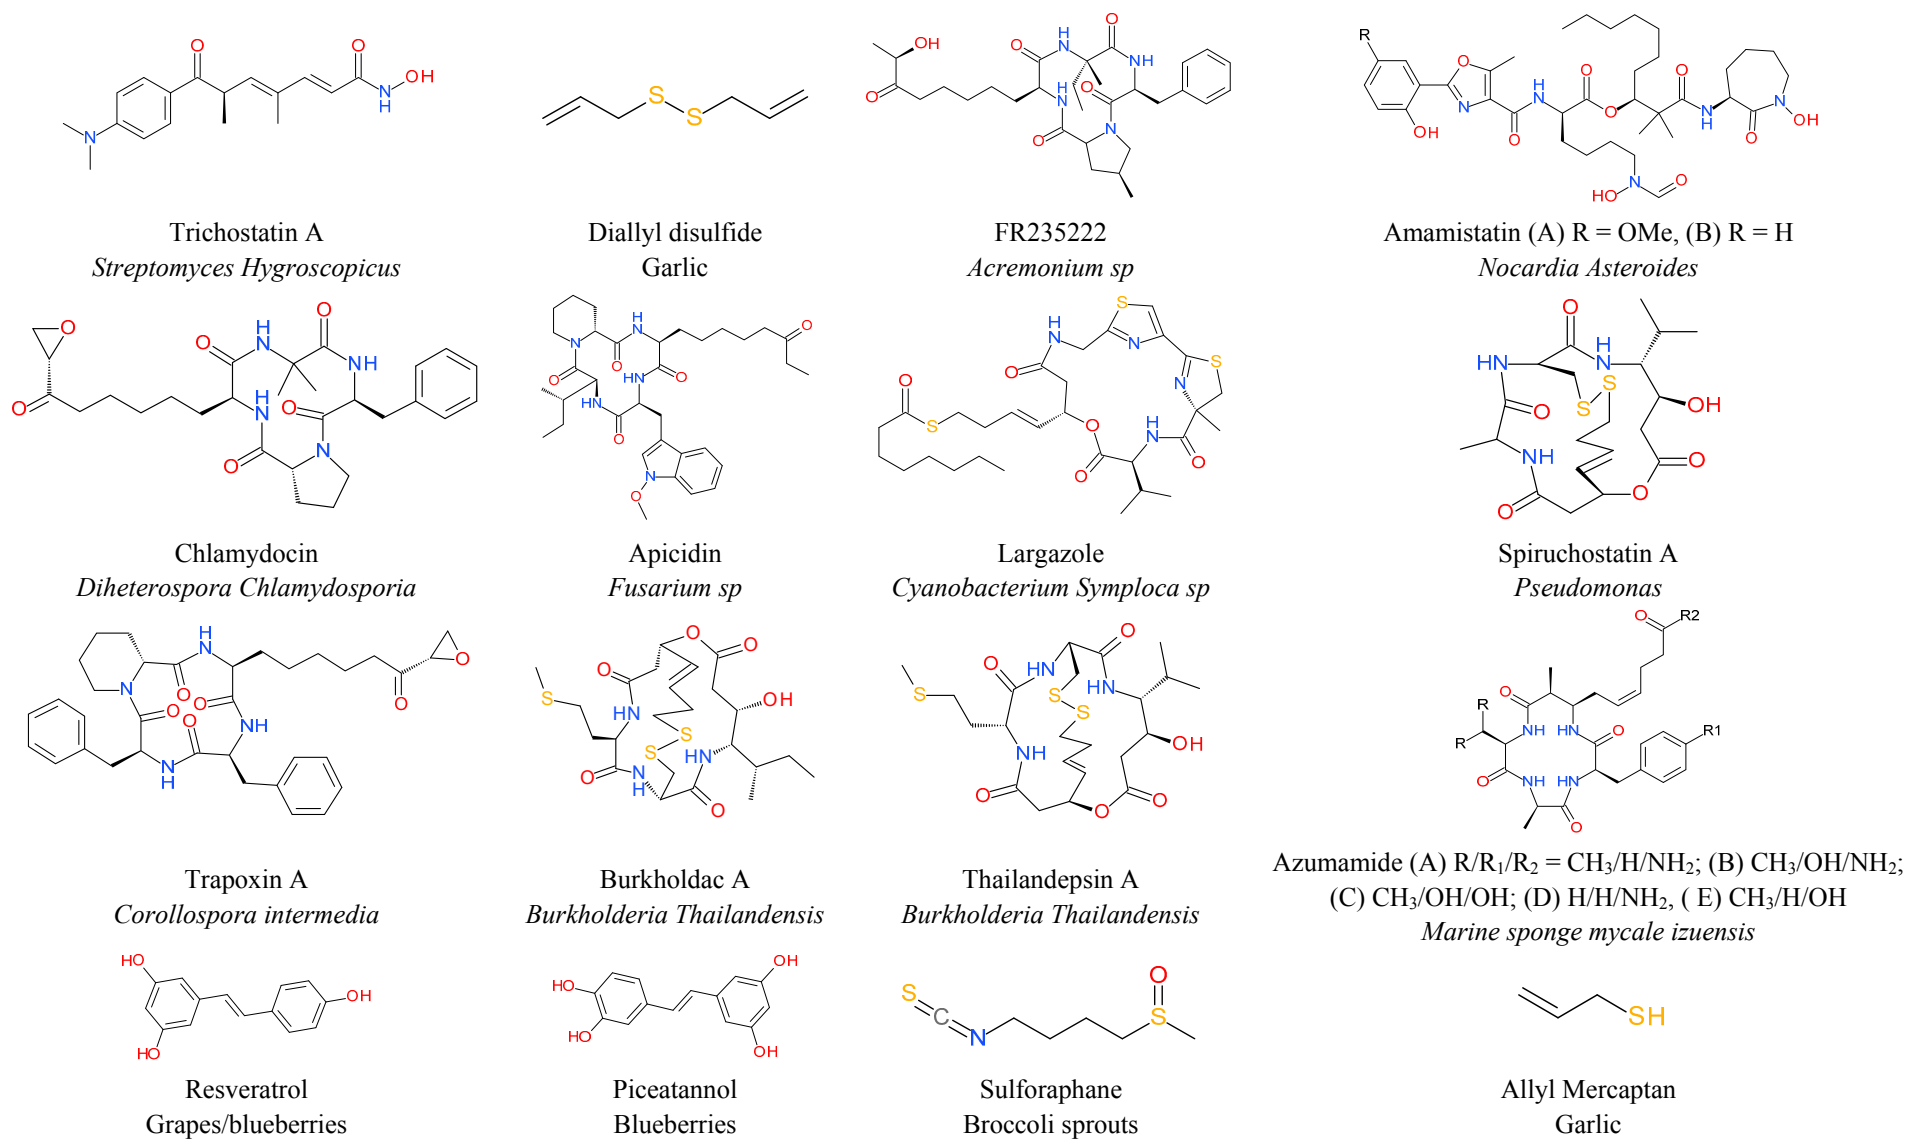 Trichostatin A
Streptomyces Hygroscopicus
Diallyl disulfide
Garlic
FR235222
Acremonium sp
Amamistatin (A) R = OMe, (B) R = H
Nocardia Asteroides
Chlamydocin
Diheterospora Chlamydosporia
Apicidin
Fusarium sp
Largazole
Cyanobacterium Symploca sp
Spiruchostatin A
Pseudomonas
Trapoxin A
Corollospora intermedia
Burkholdac A
Burkholderia Thailandensis
Thailandepsin A
Burkholderia Thailandensis
Azumamide (A) R/R₁/R₂ = CH₃/H/NH₂; (B) CH₃/OH/NH₂;
(C) CH₃/OH/OH; (D) H/H/NH₂, ( E) CH₃/H/OH
Marine sponge mycale izuensis
Resveratrol
Grapes/blueberries
Piceatannol
Blueberries
Sulforaphane
Broccoli sprouts
Allyl Mercaptan
Garlic